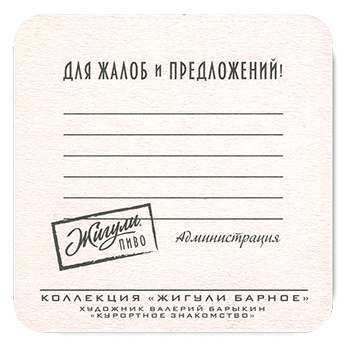 ДЛЯ ЖАЛОБ и ПРЕДЛОЖЕНИЙ!
Жигули
ПИВО
Администрация
КОЛЛЕКЦИЯ «ЖИГУЛИ БАРНОЕ»
ХУДОЖНИК ВАЛЕРИЙ БАРЫКИН
«КУРОРТНОЕ ЗНАКОМСТВО»